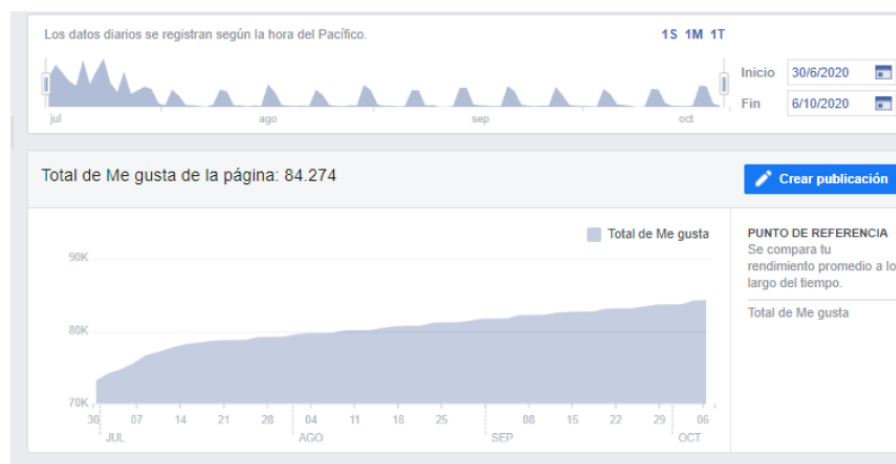 Los datos diarios se registran según la hora del Pacífico.
1S 1M 1T
Inicio 30/6/2020
Fin 6/10/2020
jul ago sep oct
Total de Me gusta de la página: 84.274
Crear publicación
Total de Me gusta
90K
80K
70K
30 07 14 21 28 04 11 18 25 08 15 22 29 06
JUL AGO SEP OCT
PUNTO DE REFERENCIA
Se compara tu
rendimiento promedio a lo
largo del tiempo.
Total de Me gusta